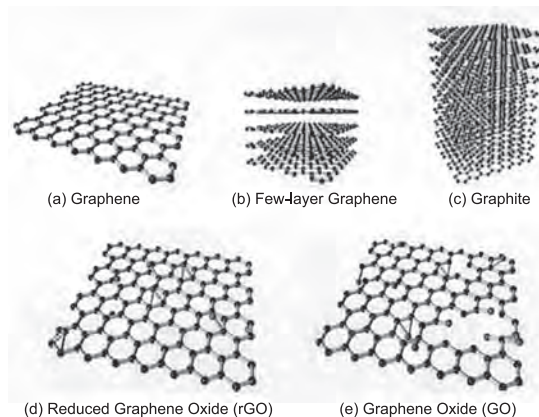 (a) Graphene
(b) Few-layer Graphene
(c) Graphite
(d) Reduced Graphene Oxide (rGO)
(e) Graphene Oxide (GO)